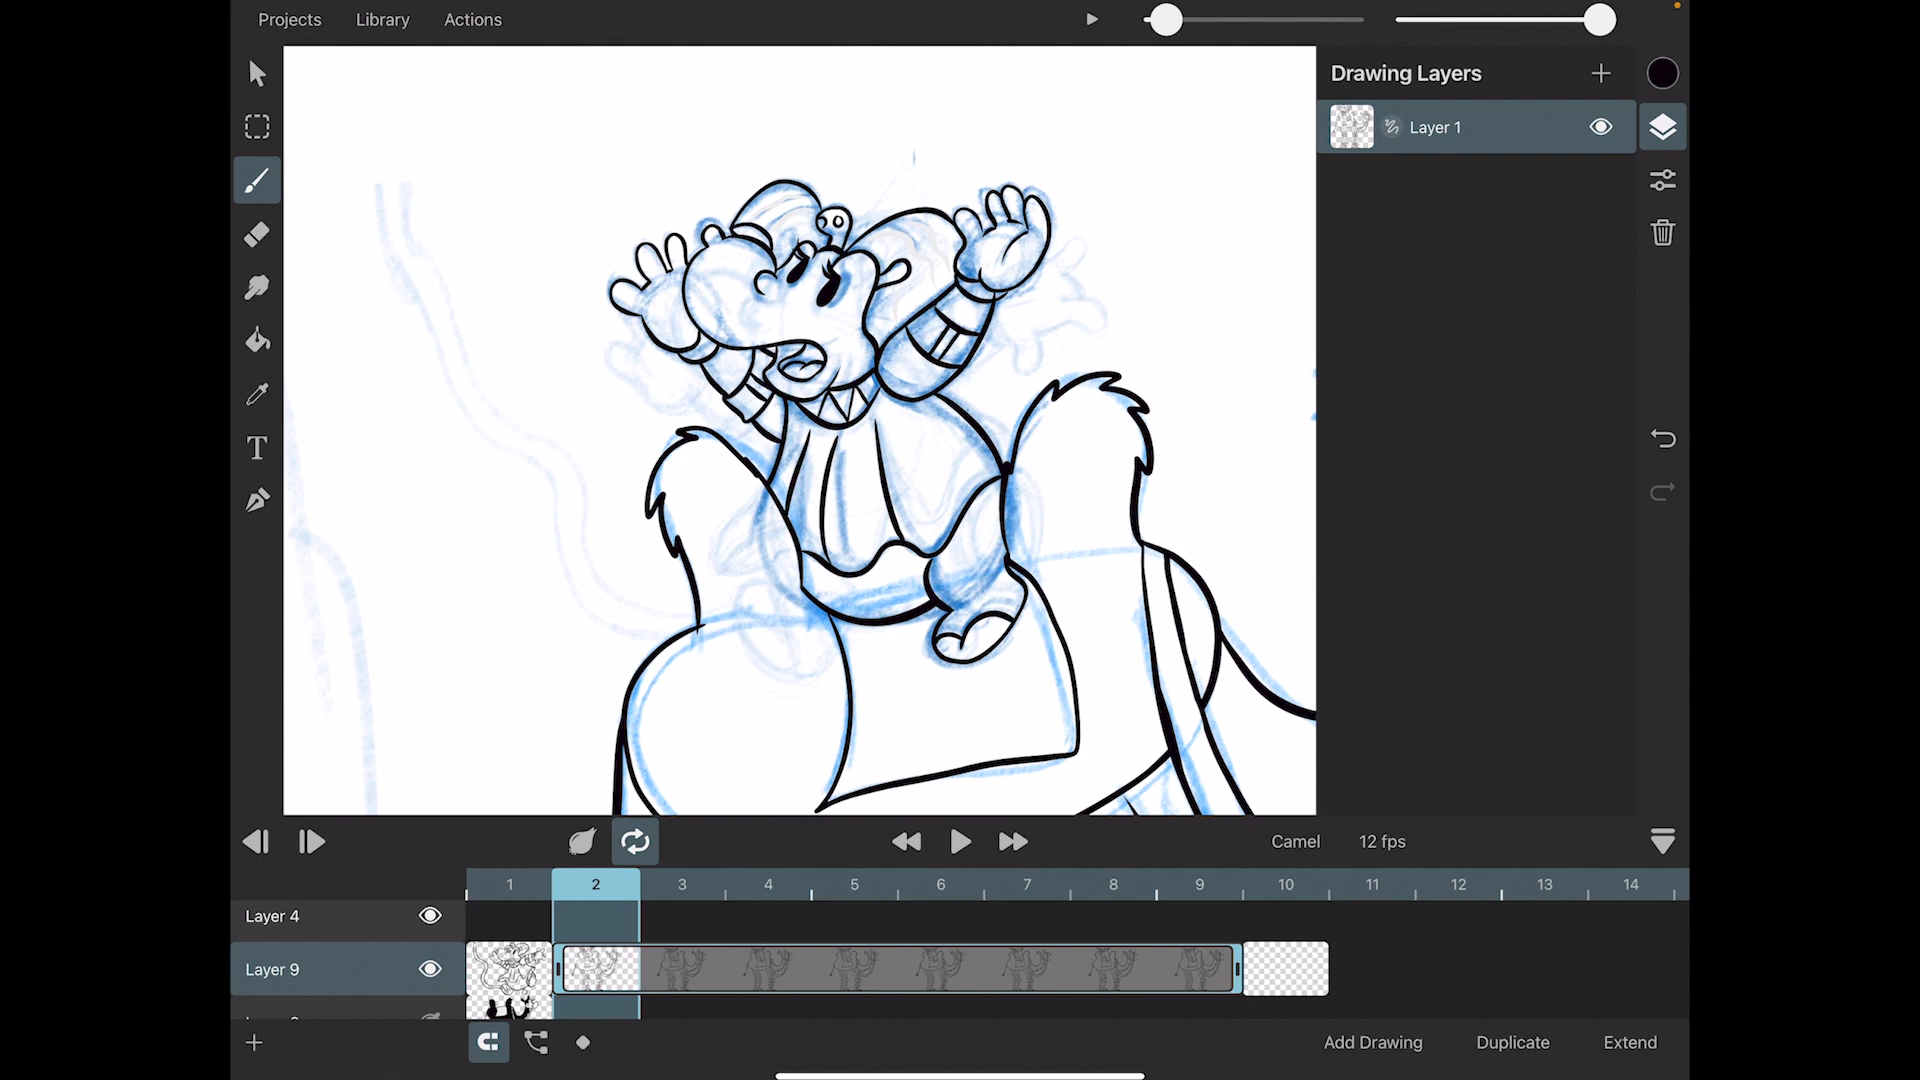 Projects Library Actions
Drawing Layers
Layer 1
T
Camel 12 fps
1 2 3 4 5 6 7 8 9 10 11 12 13 14
Layer 4
Layer 9
Add Drawing Duplicate Extend